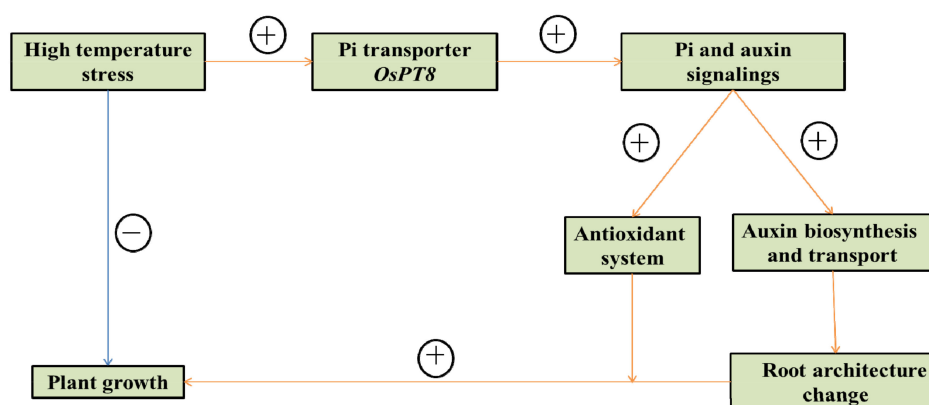 High temperature
stress
+
Pi transporter
OsPT8
+
Pi and auxin
signalings
+
+
−
Antioxidant
system
Auxin biosynthesis
and transport
+
Plant growth
Root architecture
change